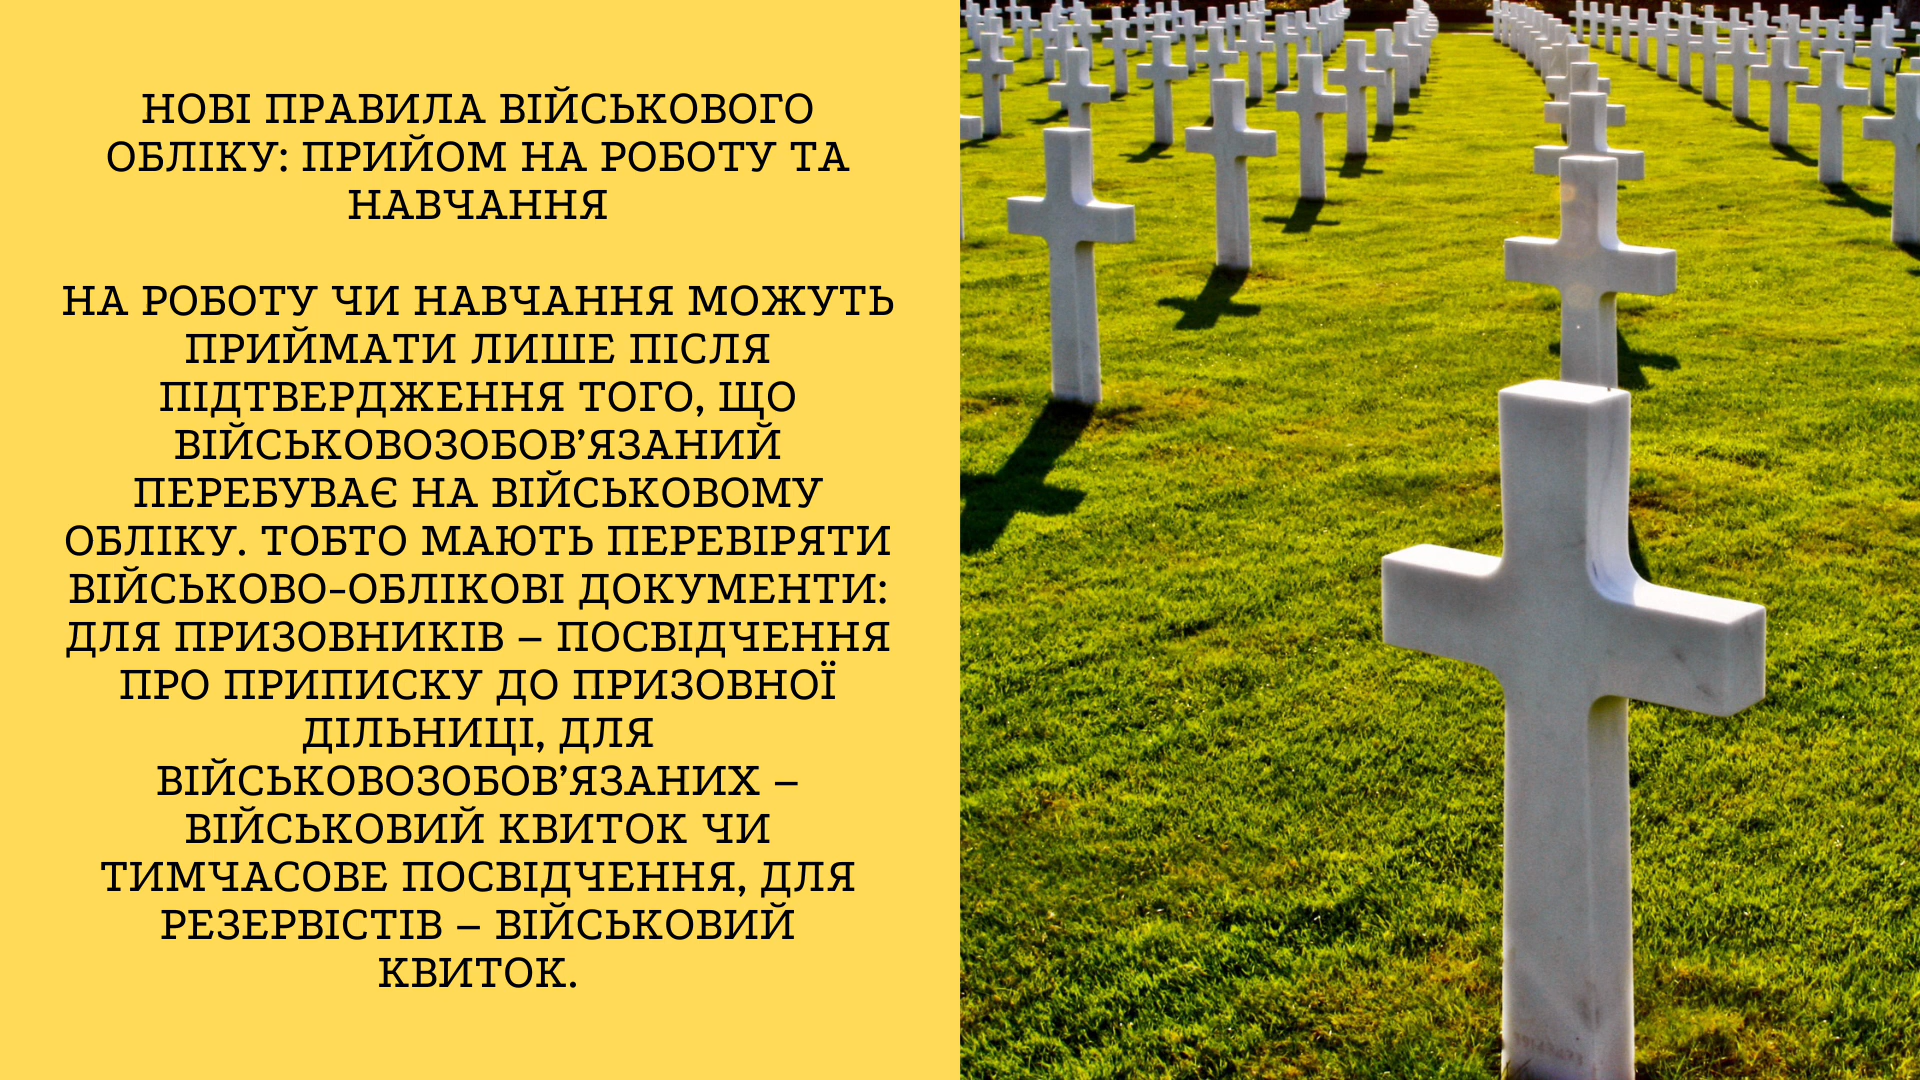 НОВІ ПРАВИЛА ВІЙСЬКОВОГО
ОБЛІКУ: ПРИЙОМ НА РОБОТУ ТА
НАВЧАННЯ
НА РОБОТУ ЧИ НАВЧАННЯ МОЖУТЬ
ПРИЙМАТИ ЛИШЕ ПІСЛЯ
ПІДТВЕРДЖЕННЯ ТОГО, ЩО
ВІЙСЬКОВОЗОБОВ’ЯЗАНИЙ
ПЕРЕБУВАЄ НА ВІЙСЬКОВОМУ
ОБЛІКУ. ТОБТО МАЮТЬ ПЕРЕВІРЯТИ
ВІЙСЬКОВО-ОБЛІКОВІ ДОКУМЕНТИ:
ДЛЯ ПРИЗОВНИКІВ – ПОСВІДЧЕННЯ
ПРО ПРИПИСКУ ДО ПРИЗОВНОЇ
ДІЛЬНИЦІ, ДЛЯ
ВІЙСЬКОВОЗОБОВ’ЯЗАНИХ –
ВІЙСЬКОВИЙ КВИТОК ЧИ
ТИМЧАСОВЕ ПОСВІДЧЕННЯ, ДЛЯ
РЕЗЕРВІСТІВ – ВІЙСЬКОВИЙ
КВИТОК.